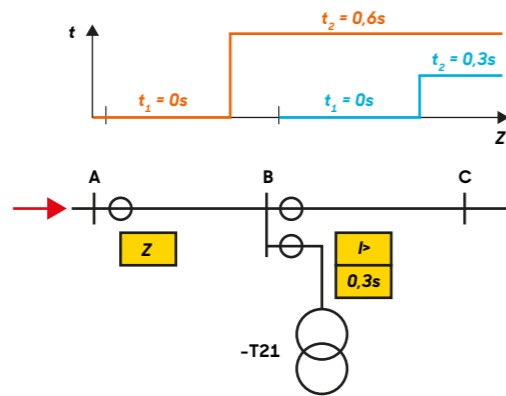 t
t₂ = 0,6s
t₂ = 0,3s
t₁ = 0s
t₁ = 0s
Z
A
B
C
Z
I>
0,3s
-T21